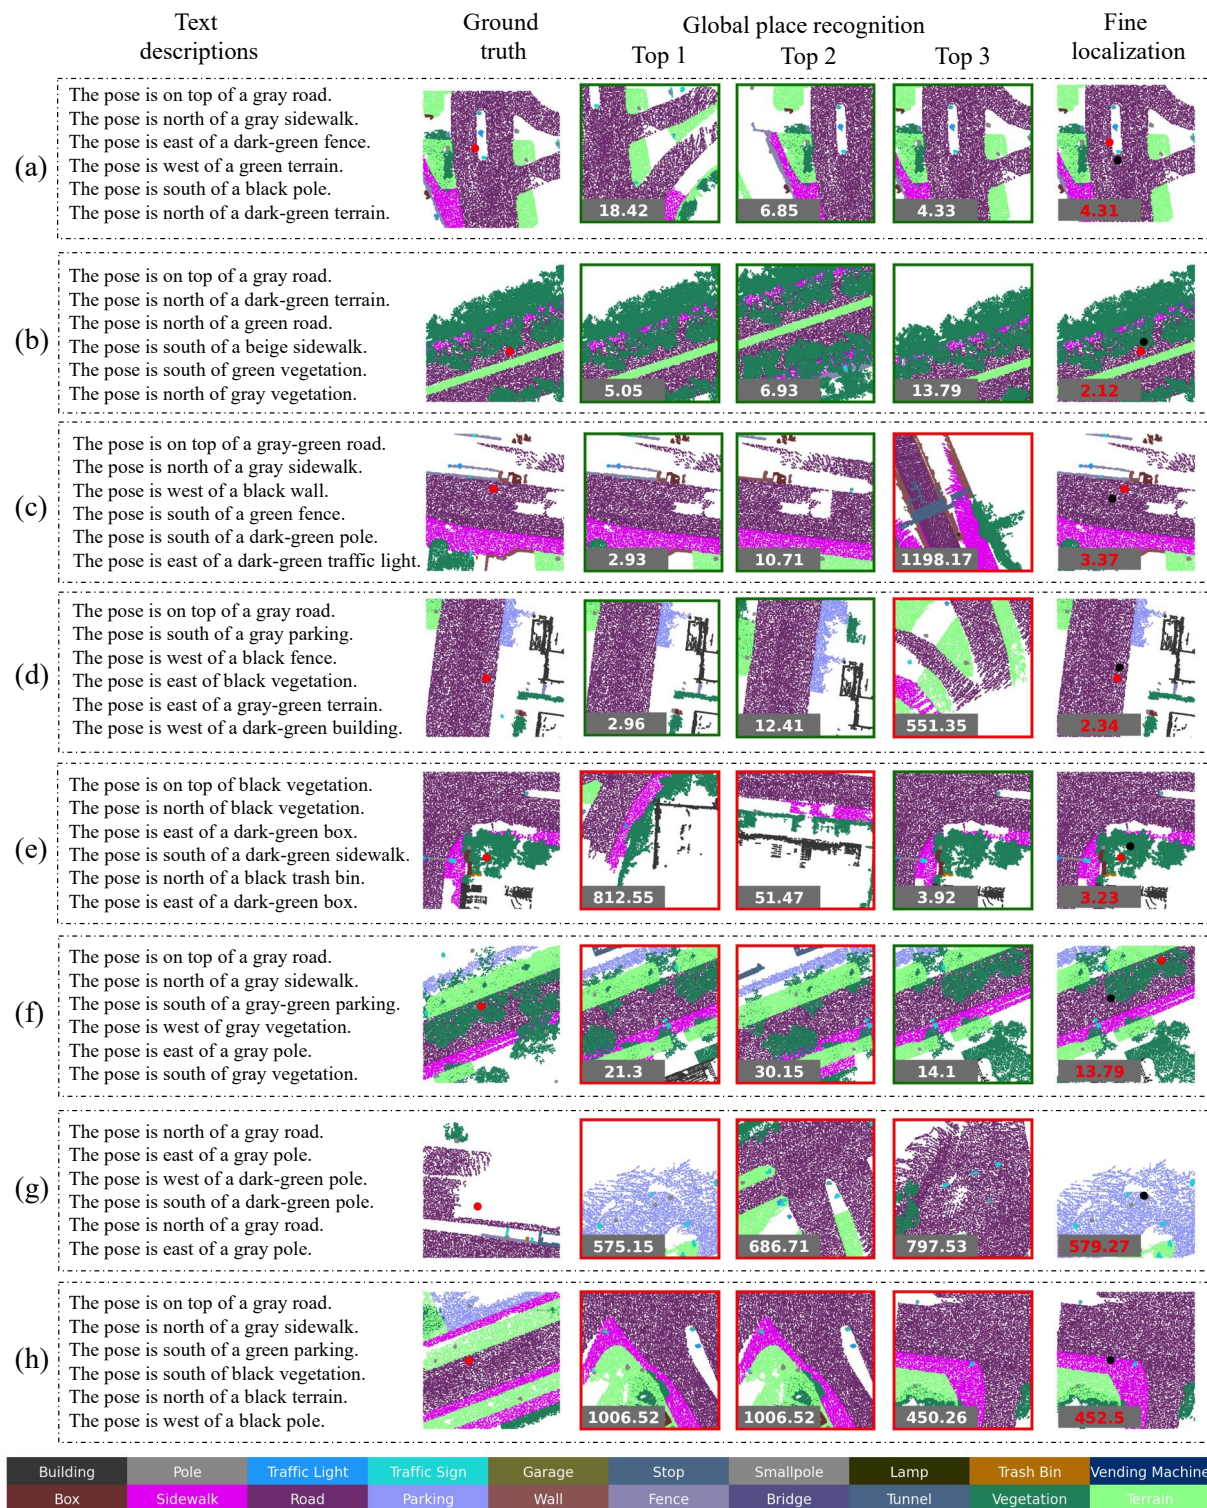 Text descriptions
Ground truth
Global place recognition
Top 1
Top 2
Top 3
Fine localization
(a)
The pose is on top of a gray road.
The pose is north of a gray sidewalk.
The pose is east of a dark-green fence.
The pose is west of a green terrain.
The pose is south of a black pole.
The pose is north of a dark-green terrain.
18.42
6.85
4.33
4.31
(b)
The pose is on top of a gray road.
The pose is north of a dark-green terrain.
The pose is north of a green road.
The pose is south of a beige sidewalk.
The pose is south of green vegetation.
The pose is north of gray vegetation.
5.05
6.93
13.79
2.12
(c)
The pose is on top of a gray-green road.
The pose is north of a gray sidewalk.
The pose is west of a black wall.
The pose is south of a green fence.
The pose is south of a dark-green pole.
The pose is east of a dark-green traffic light.
2.93
10.71
1198.17
3.37
(d)
The pose is on top of a gray road.
The pose is south of a gray parking.
The pose is west of a black fence.
The pose is east of black vegetation.
The pose is east of a gray-green terrain.
The pose is west of a dark-green building.
2.96
12.41
551.35
2.34
(e)
The pose is on top of black vegetation.
The pose is north of black vegetation.
The pose is east of a dark-green box.
The pose is south of a dark-green sidewalk.
The pose is north of a black trash bin.
The pose is east of a dark-green box.
812.55
51.47
3.92
3.23
(f)
The pose is on top of a gray road.
The pose is north of a gray sidewalk.
The pose is south of a gray-green parking.
The pose is west of gray vegetation.
The pose is east of a gray pole.
The pose is south of gray vegetation.
21.3
30.15
14.1
13.79
(g)
The pose is north of a gray road.
The pose is east of a gray pole.
The pose is west of a dark-green pole.
The pose is south of a dark-green pole.
The pose is north of a gray road.
The pose is east of a gray pole.
575.15
686.71
797.53
579.27
(h)
The pose is on top of a gray road.
The pose is north of a gray sidewalk.
The pose is south of a green parking.
The pose is south of black vegetation.
The pose is north of a black terrain.
The pose is west of a black pole.
1006.52
1006.52
450.26
452.5
Building Pole Traffic Light Traffic Sign Garage Stop Smallpole Lamp Trash Bin Vending Machine
Box Sidewalk Road Parking Wall Fence Bridge Tunnel Vegetation Terrain